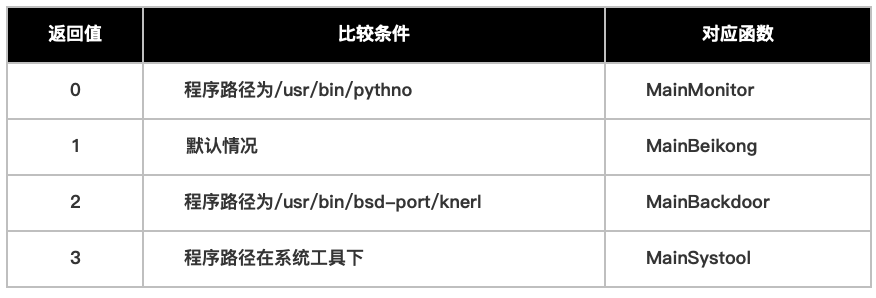 返回值 比较条件 对应函数
0 程序路径为/usr/bin/pythno MainMonitor
1 默认情况 MainBeikong
2 程序路径为/usr/bin/bsd-port/knerl MainBackdoor
3 程序路径在系统工具下 MainSystool